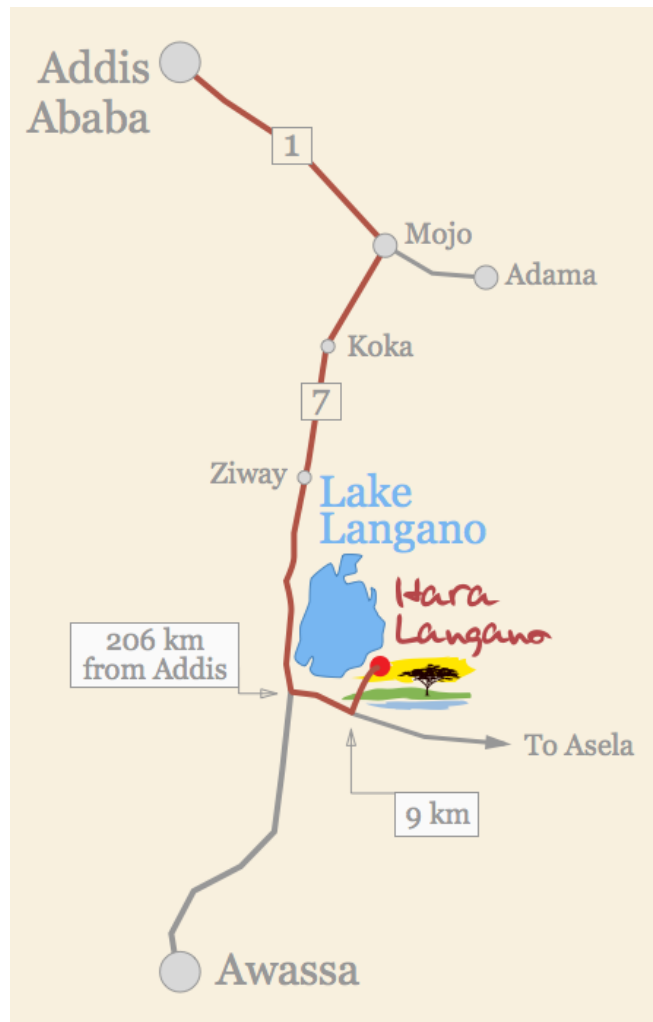 Addis
Ababa
1
Mojo
Adama
Koka
7
Ziway
Lake
Langano
Hara
Langano
206 km
from Addis
To Asela
9 km
Awassa